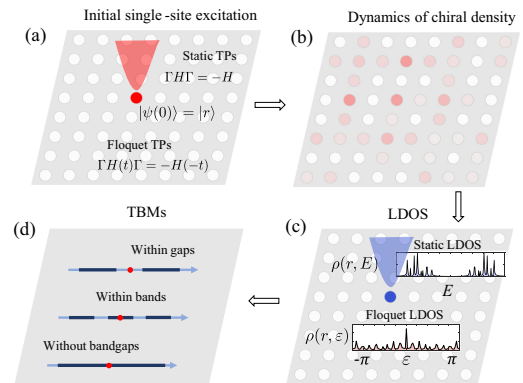 Initial single-site excitation
(a)
Static TPs
ΓHΓ = −H
|ψ(0)⟩ = |r⟩
Floquet TPs
ΓH(t)Γ = −H(−t)
Dynamics of chiral density
(b)
LDOS
(c)
Static LDOS
ρ(r, E)
E
Floquet LDOS
ρ(r, ε)
-π ε π
TBMs
(d)
Within gaps
Within bands
Without bandgaps